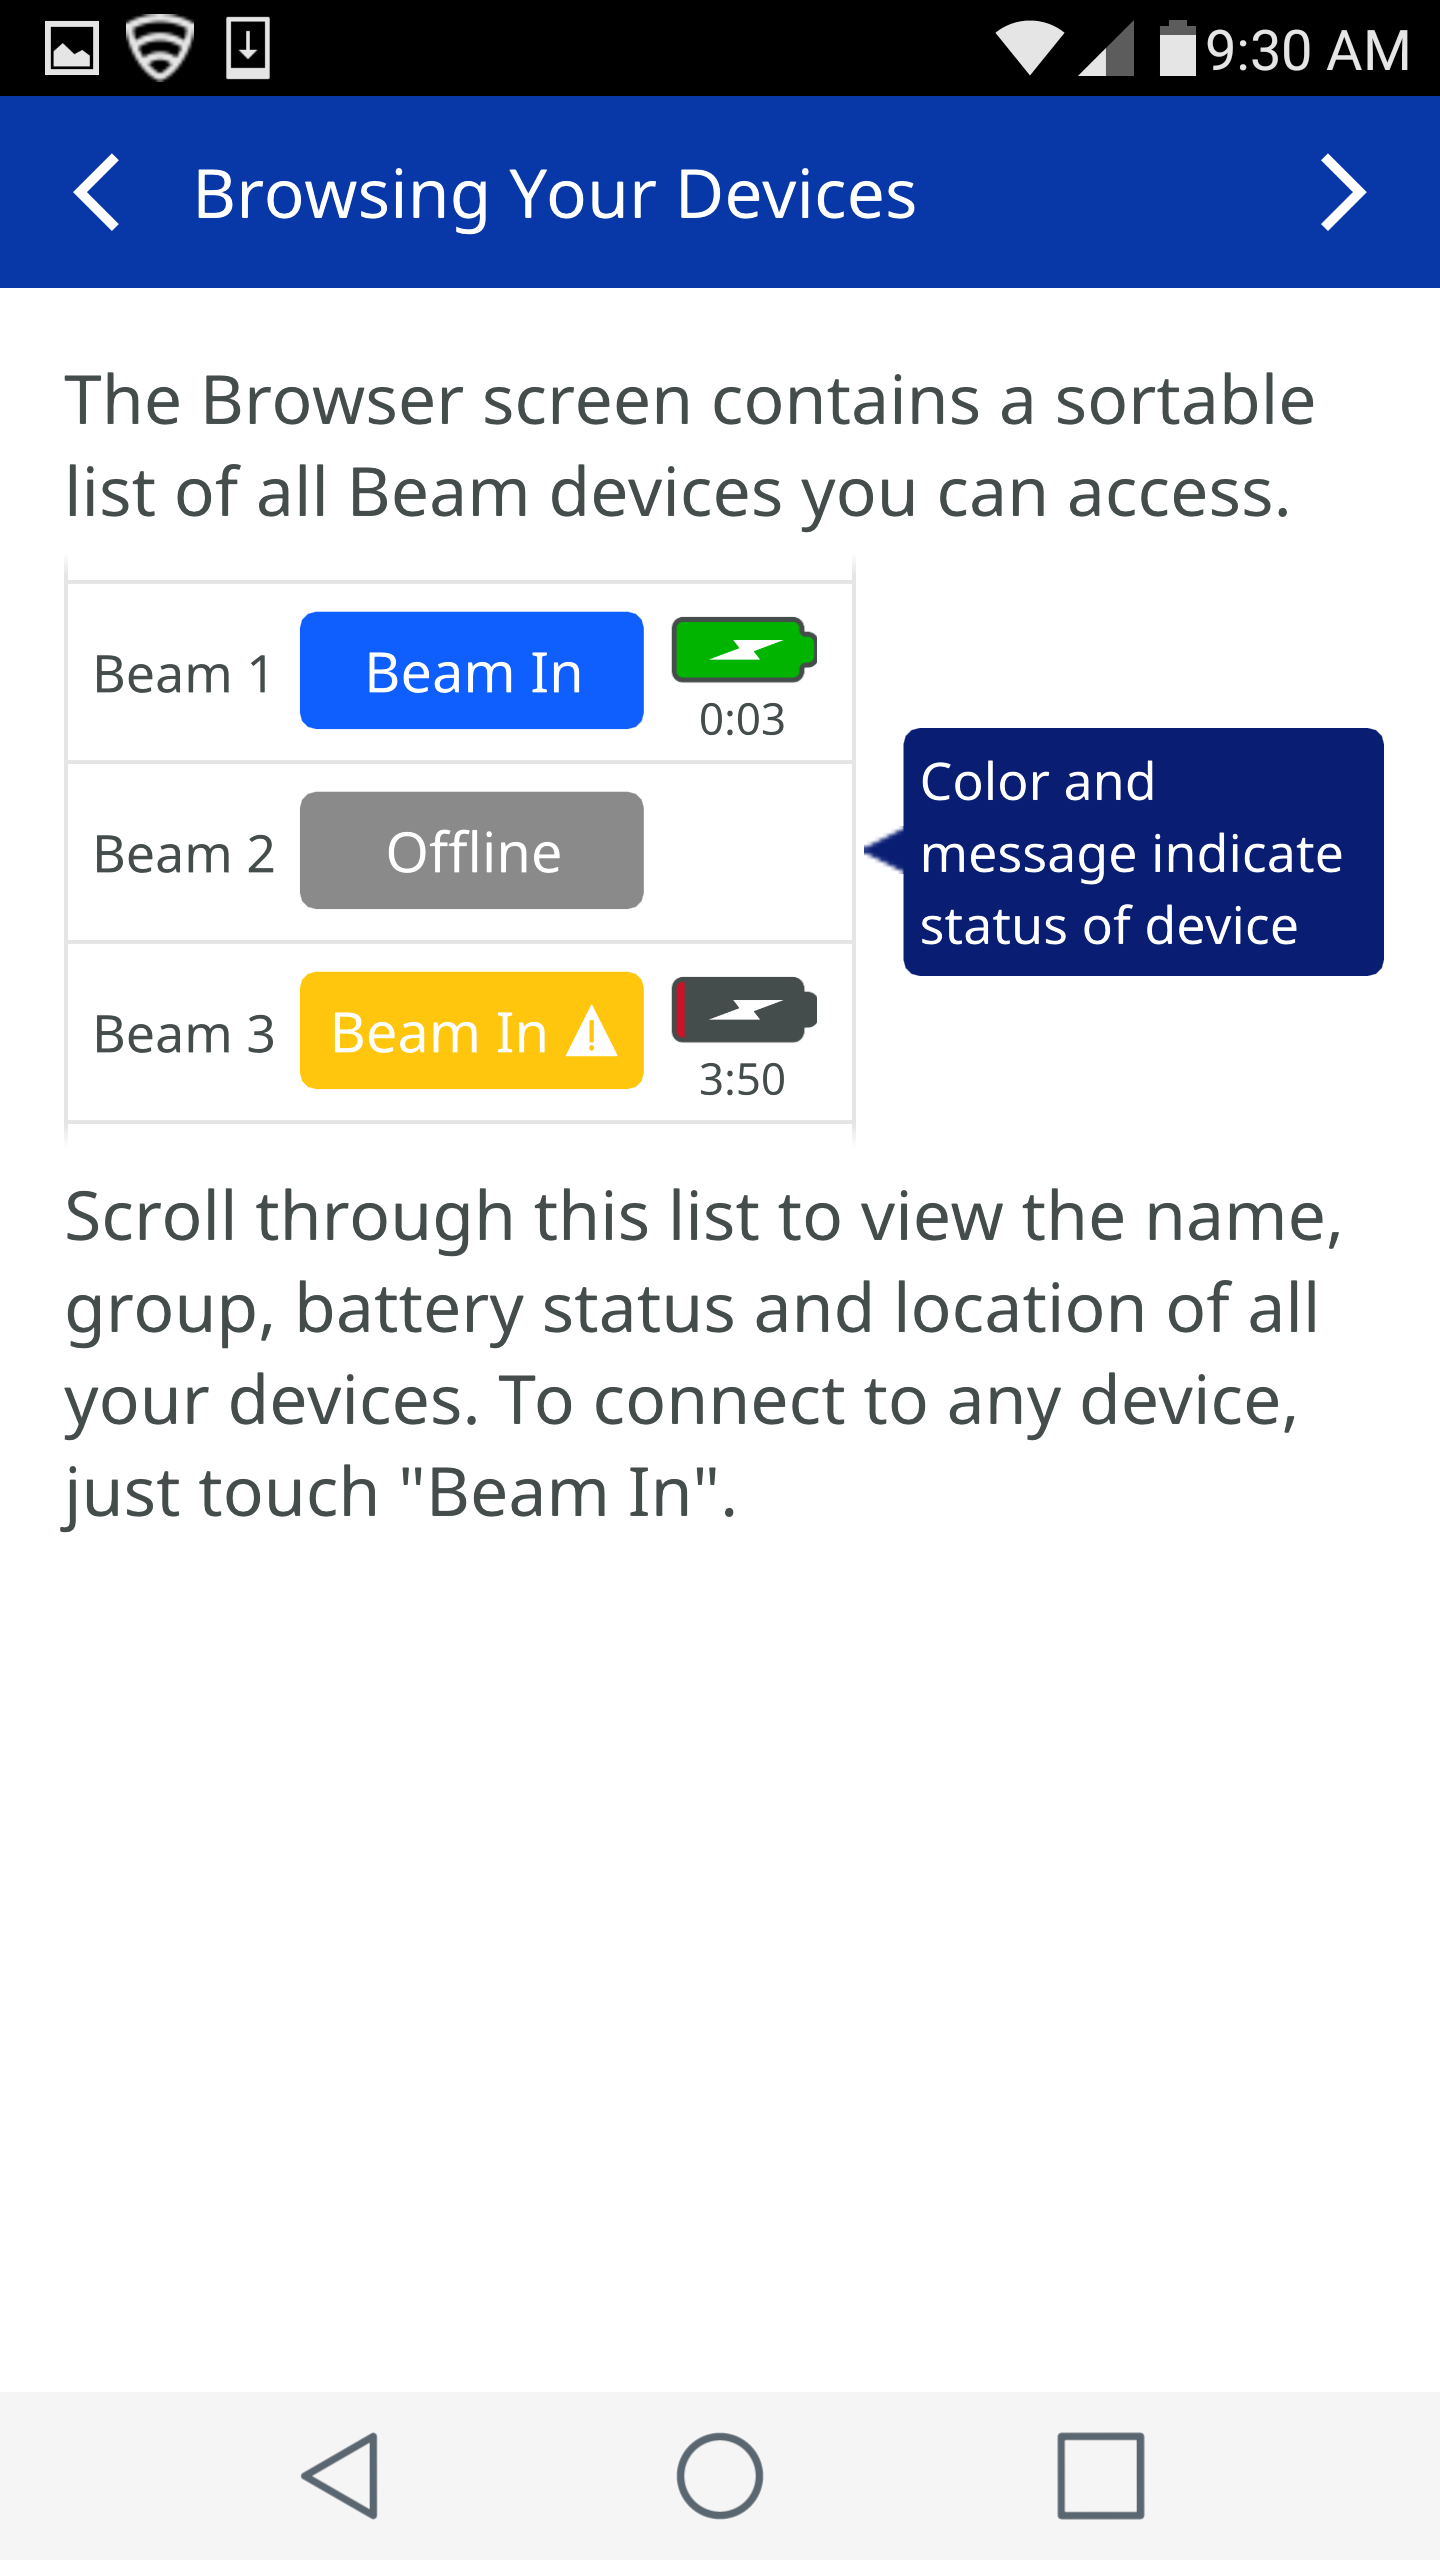 9:30 AM
Browsing Your Devices
The Browser screen contains a sortable
list of all Beam devices you can access.
Beam 1 Beam In
0:03
Beam 2 Offline
Color and
message indicate
status of device
Beam 3 Beam In
3:50
Scroll through this list to view the name,
group, battery status and location of all
your devices. To connect to any device,
just touch "Beam In".